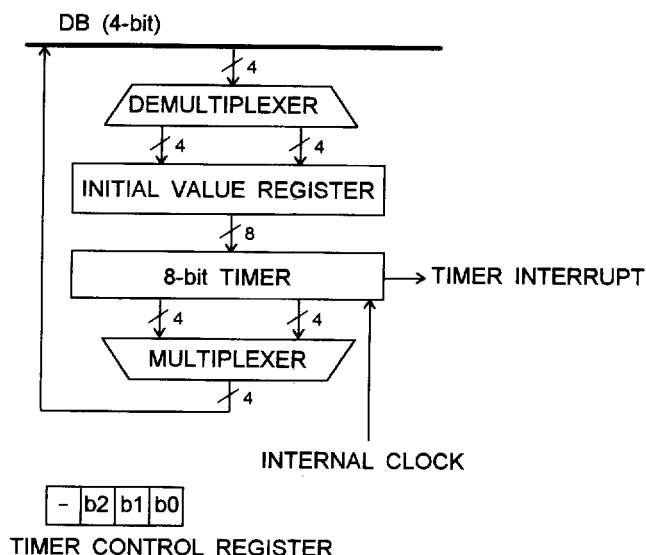 DB (4-bit)
4
DEMULTIPLEXER
4 4
INITIAL VALUE REGISTER
8
8-bit TIMER
TIMER INTERRUPT
4 4
MULTIPLEXER
4
INTERNAL CLOCK
– b2 b1 b0
TIMER CONTROL REGISTER